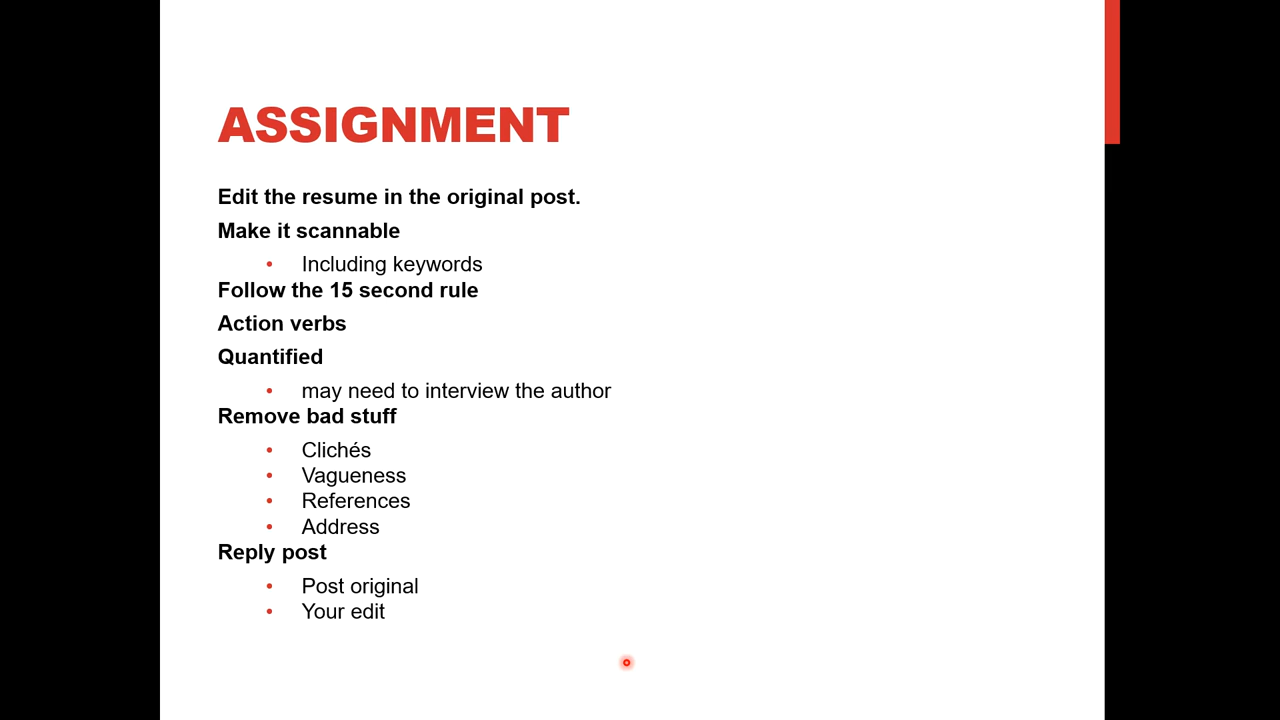 ASSIGNMENT
Edit the resume in the original post.
Make it scannable
• Including keywords
Follow the 15 second rule
Action verbs
Quantified
• may need to interview the author
Remove bad stuff
• Clichés
• Vagueness
• References
• Address
Reply post
• Post original
• Your edit